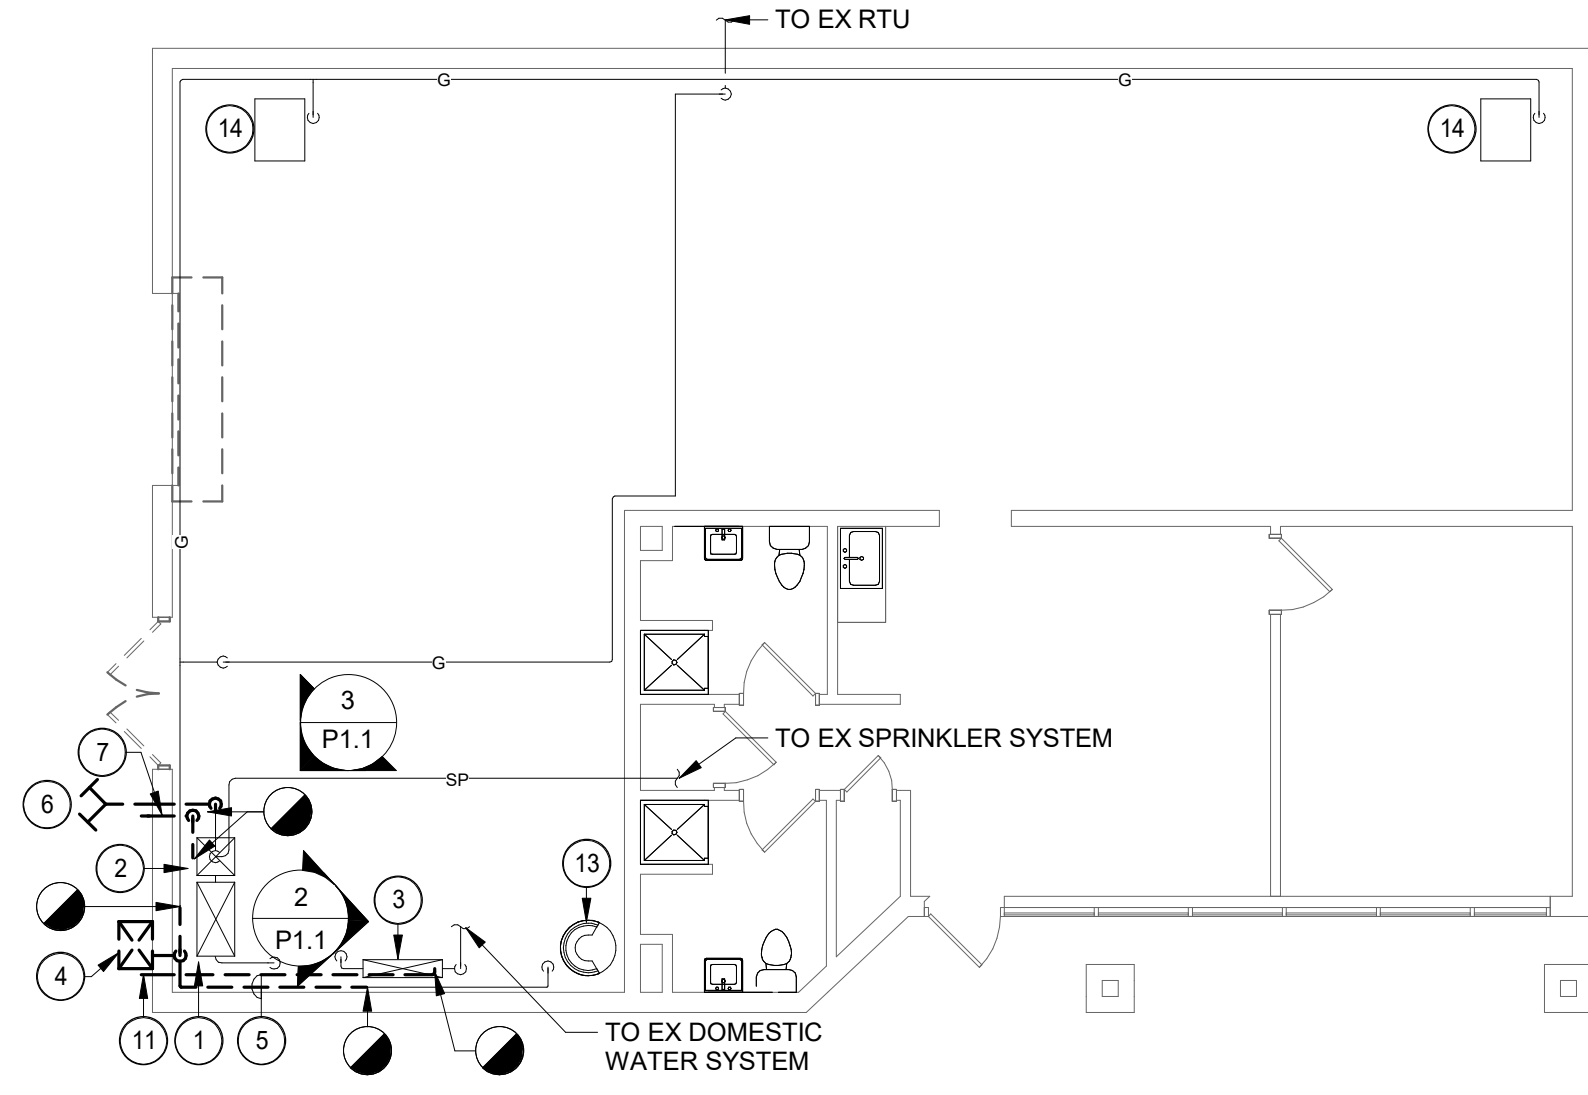 TO EX RTU
G
G
14
14
G
G
3
P1.1
TO EX SPRINKLER SYSTEM
7
SP
6
13
2
2
P1.1
3
4
11
1
5
TO EX DOMESTIC
WATER SYSTEM